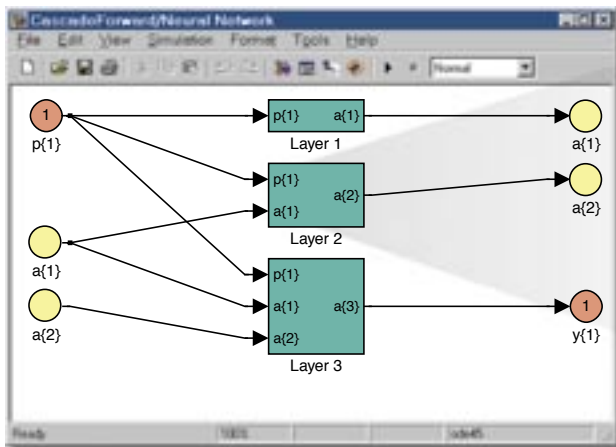 CascadeForward/Neural Network
File Edit View Simulation Format Tools Help
Normal
1
p{1}
p{1} a{1}
Layer 1
a{1}
p{1}
a{1}
a{2}
Layer 2
a{2}
a{1}
a{2}
p{1}
a{1}
a{2}
a{3}
Layer 3
1
y{1}
Ready
100%
ode45